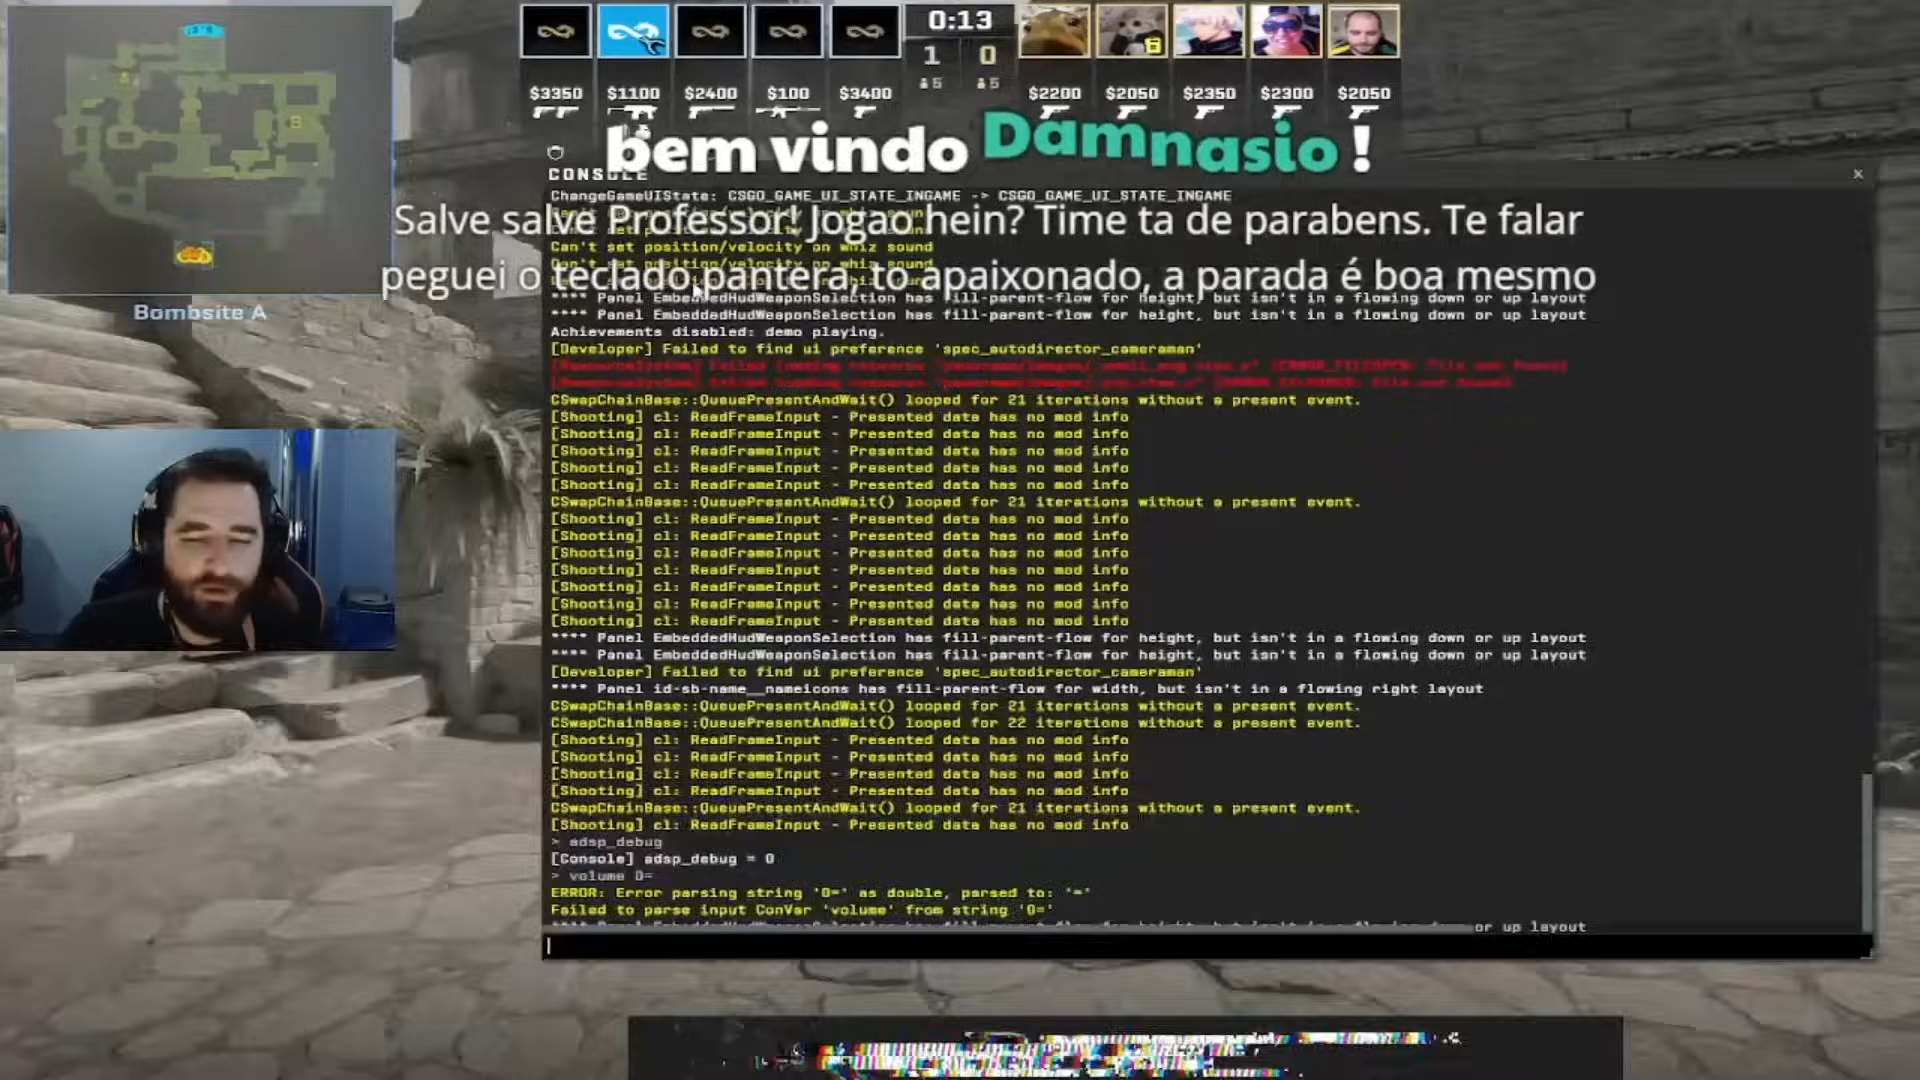 0:13
1 0
5 5
$3350 $1100 $2400 $100 $3400 $2200 $2050 $2350 $2300 $2050
A
B
Bombsite A
bem vindo Damnasio !
CONSOLE
Salve salve Professor! Jogao hein? Time ta de parabens. Te falar
peguei o teclado pantera, to apaixonado, a parada é boa mesmo
ChangeGameUIState: CSGO_GAME_UI_STATE_INGAME -> CSGO_GAME_UI_STATE_INGAME
Can't set position/velocity on whiz sound
**** Panel EmbeddedHudWeaponSelection has fill-parent-flow for height, but isn't in a flowing down or up layout
**** Panel EmbeddedHudWeaponSelection has fill-parent-flow for height, but isn't in a flowing down or up layout
Achievements disabled: demo playing.
[Developer] Failed to find ui preference 'spec_autodirector_cameraman'
CSwapChainBase::QueuePresentAndWait() looped for 21 iterations without a present event.
[Shooting] cl: ReadFrameInput - Presented data has no mod info
[Shooting] cl: ReadFrameInput - Presented data has no mod info
[Shooting] cl: ReadFrameInput - Presented data has no mod info
[Shooting] cl: ReadFrameInput - Presented data has no mod info
[Shooting] cl: ReadFrameInput - Presented data has no mod info
CSwapChainBase::QueuePresentAndWait() looped for 21 iterations without a present event.
[Shooting] cl: ReadFrameInput - Presented data has no mod info
[Shooting] cl: ReadFrameInput - Presented data has no mod info
[Shooting] cl: ReadFrameInput - Presented data has no mod info
[Shooting] cl: ReadFrameInput - Presented data has no mod info
[Shooting] cl: ReadFrameInput - Presented data has no mod info
[Shooting] cl: ReadFrameInput - Presented data has no mod info
[Shooting] cl: ReadFrameInput - Presented data has no mod info
**** Panel EmbeddedHudWeaponSelection has fill-parent-flow for height, but isn't in a flowing down or up layout
**** Panel EmbeddedHudWeaponSelection has fill-parent-flow for height, but isn't in a flowing down or up layout
[Developer] Failed to find ui preference 'spec_autodirector_cameraman'
**** Panel id-sb-name__nameicons has fill-parent-flow for width, but isn't in a flowing right layout
CSwapChainBase::QueuePresentAndWait() looped for 21 iterations without a present event.
CSwapChainBase::QueuePresentAndWait() looped for 22 iterations without a present event.
[Shooting] cl: ReadFrameInput - Presented data has no mod info
[Shooting] cl: ReadFrameInput - Presented data has no mod info
[Shooting] cl: ReadFrameInput - Presented data has no mod info
[Shooting] cl: ReadFrameInput - Presented data has no mod info
CSwapChainBase::QueuePresentAndWait() looped for 21 iterations without a present event.
[Shooting] cl: ReadFrameInput - Presented data has no mod info
> adsp_debug
[Console] adsp_debug = 0
> volume 0=
ERROR: Error parsing string '0=' as double, parsed to: '='
Failed to parse input ConVar 'volume' from string '0='
or up layout